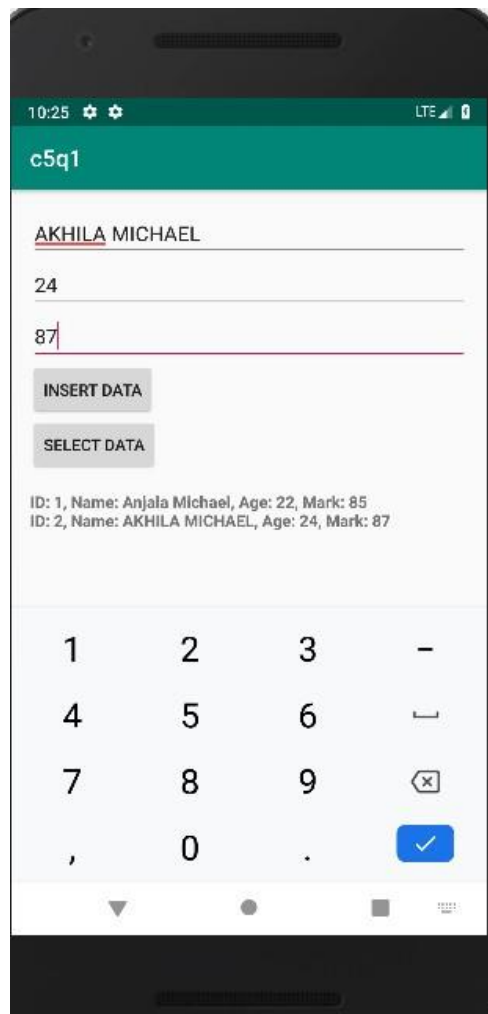 10:25 LTE
c5q1
AKHILA MICHAEL
24
87
INSERT DATA
SELECT DATA
ID: 1, Name: Anjala Michael, Age: 22, Mark: 85
ID: 2, Name: AKHILA MICHAEL, Age: 24, Mark: 87
1 2 3 -
4 5 6
7 8 9
, 0 .